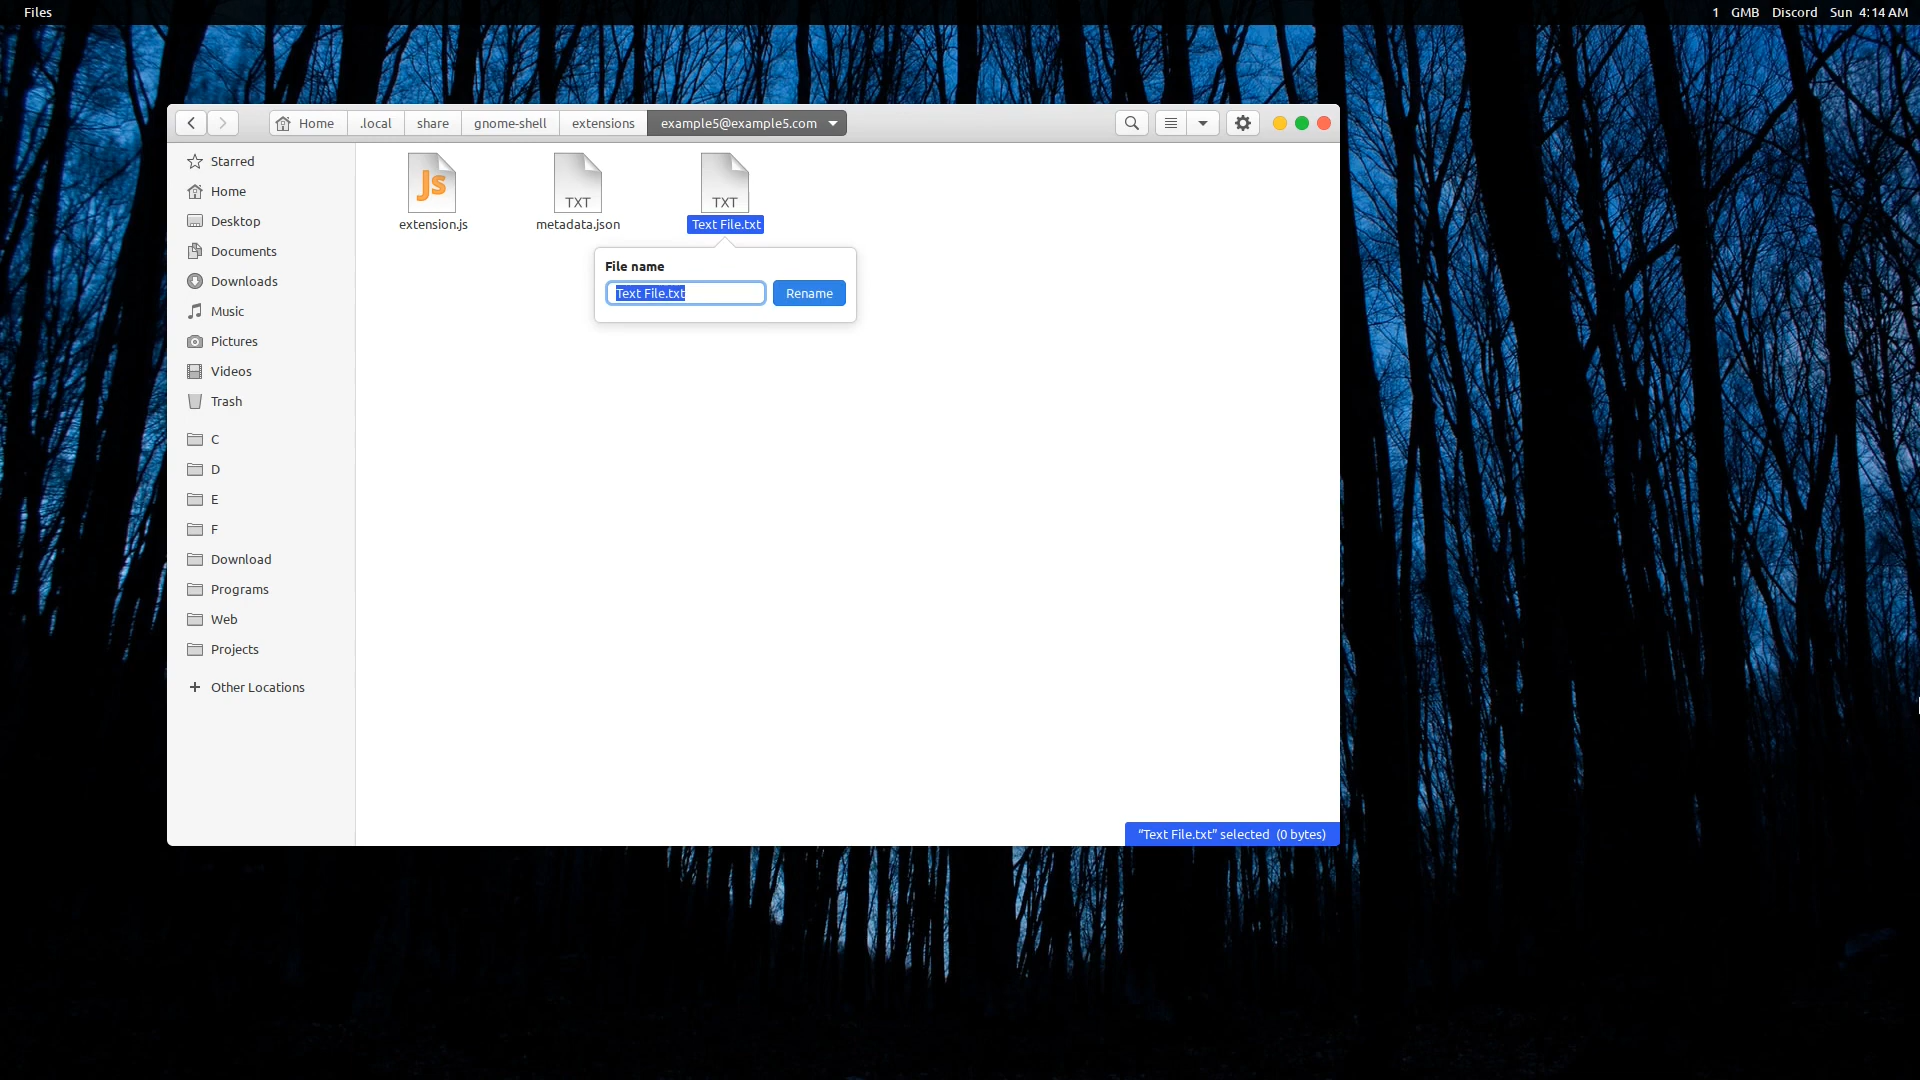 Files
1 GMB Discord Sun 4:14 AM
Home .local share gnome-shell extensions example5@example5.com
Starred
Home
Desktop
Documents
Downloads
Music
Pictures
Videos
Trash
C
D
E
F
Download
Programs
Web
Projects
Other Locations
Js
TXT
TXT
extension.js
metadata.json
Text File.txt
File name
Text File.txt
Rename
“Text File.txt” selected (0 bytes)